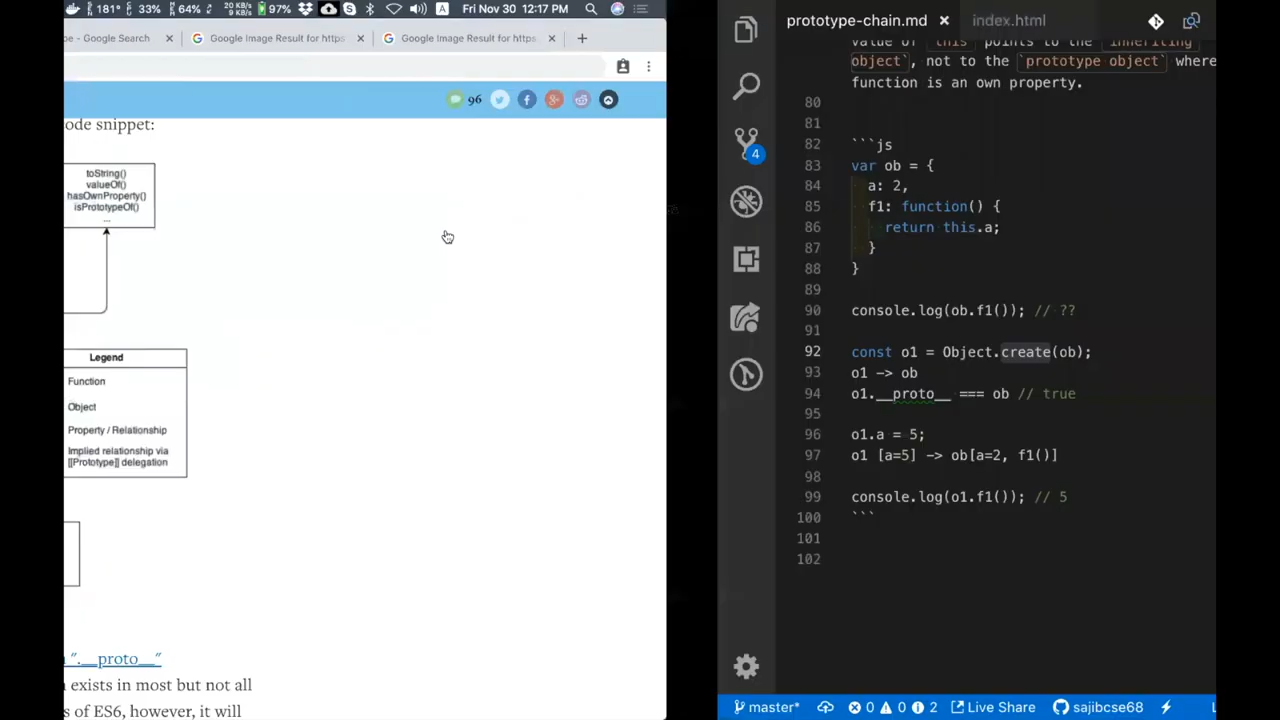 181° 33% 64% 20 KB/s 9 KB/s 97% A Fri Nov 30 12:17 PM
pe - Google Search × Google Image Result for https × Google Image Result for https × +
96
ode snippet:
toString()
valueOf()
hasOwnProperty()
isPrototypeOf()
...
Legend
Function
Object
Property / Relationship
Implied relationship via
[[Prototype]] delegation
".__proto__"
exists in most but not all
s of ES6, however, it will
prototype-chain.md × index.html
4
value of `this` points to the `inheriting
object`, not to the `prototype object` where
function is an own property.
80
81
82 ```js
83 var ob = {
84 a: 2,
85 f1: function() {
86 return this.a;
87 }
88 }
89
90 console.log(ob.f1()); // ??
91
92 const o1 = Object.create(ob);
93 o1 -> ob
94 o1.__proto__ === ob // true
95
96 o1.a = 5;
97 o1 [a=5] -> ob[a=2, f1()]
98
99 console.log(o1.f1()); // 5
100 ```
101
102
master* 0 0 2 Live Share sajibcse68